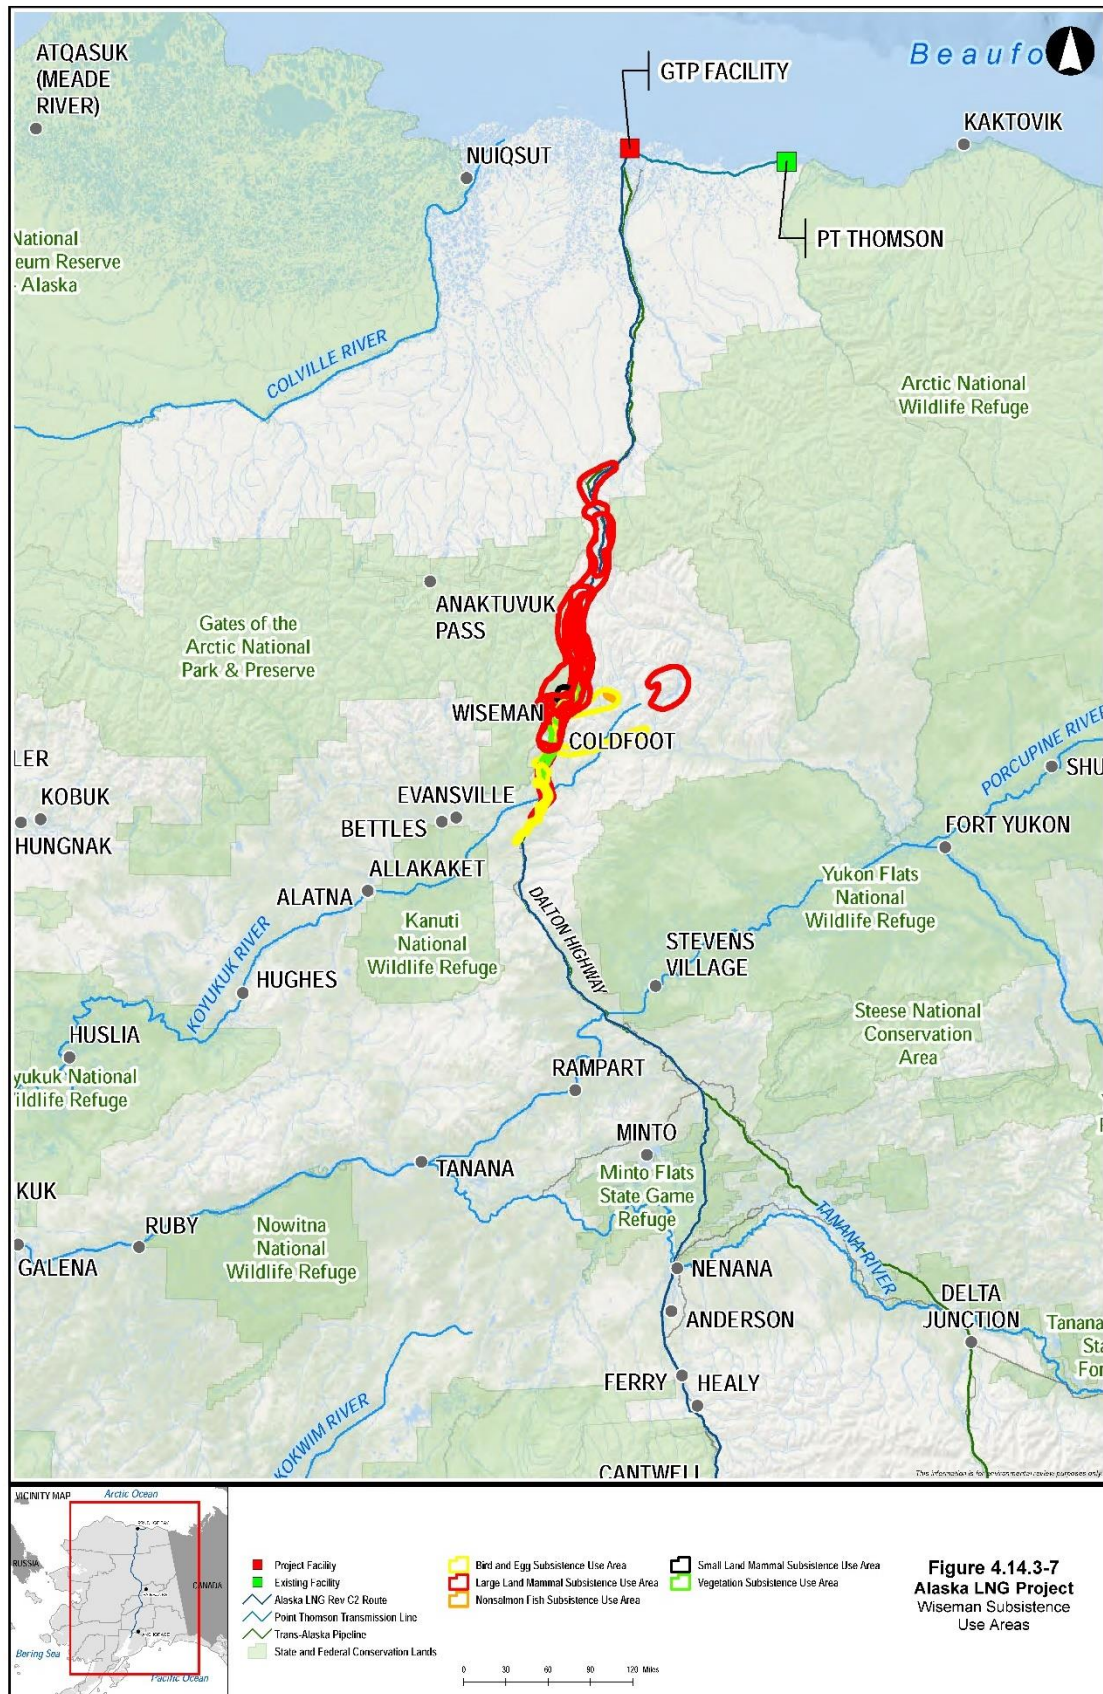 ATQASUK
(MEADE
RIVER)
Beaufo
GTP FACILITY
KAKTOVIK
NUIQSUT
PT THOMSON
National
eum Reserve
- Alaska
COLVILLE RIVER
Arctic National
Wildlife Refuge
ANAKTUVUK
PASS
Gates of the
Arctic National
Park & Preserve
WISEMAN
COLDFOOT
PORCUPINE RIVER
LER
SHU
KOBUK
EVANSVILLE
HUNGNAK
BETTLES
FORT YUKON
ALLAKAKET
ALATNA
Yukon Flats
National
Wildlife Refuge
DALTON HIGHWAY
Kanuti
National
Wildlife Refuge
STEVENS
VILLAGE
KOYUKUK RIVER
HUGHES
Steese National
Conservation
Area
HUSLIA
yukuk National
ildlife Refuge
RAMPART
MINTO
TANANA
Minto Flats
State Game
Refuge
KUK
RUBY
Nowitna
National
Wildlife Refuge
TANANA RIVER
GALENA
NENANA
DELTA
JUNCTION
ANDERSON
Tanana
Sta
For
FERRY
HEALY
KOKWIM RIVER
CANTWELL
This information is for environmental review purposes only
VICINITY MAP
Arctic Ocean
RUSSIA
CANADA
Bering Sea
Pacific Ocean
Project Facility
Existing Facility
Alaska LNG Rev C2 Route
Point Thomson Transmission Line
Trans-Alaska Pipeline
State and Federal Conservation Lands
Bird and Egg Subsistence Use Area
Large Land Mammal Subsistence Use Area
Nonsalmon Fish Subsistence Use Area
Small Land Mammal Subsistence Use Area
Vegetation Subsistence Use Area
0 30 60 90 120 Miles
Figure 4.14.3-7
Alaska LNG Project
Wiseman Subsistence
Use Areas